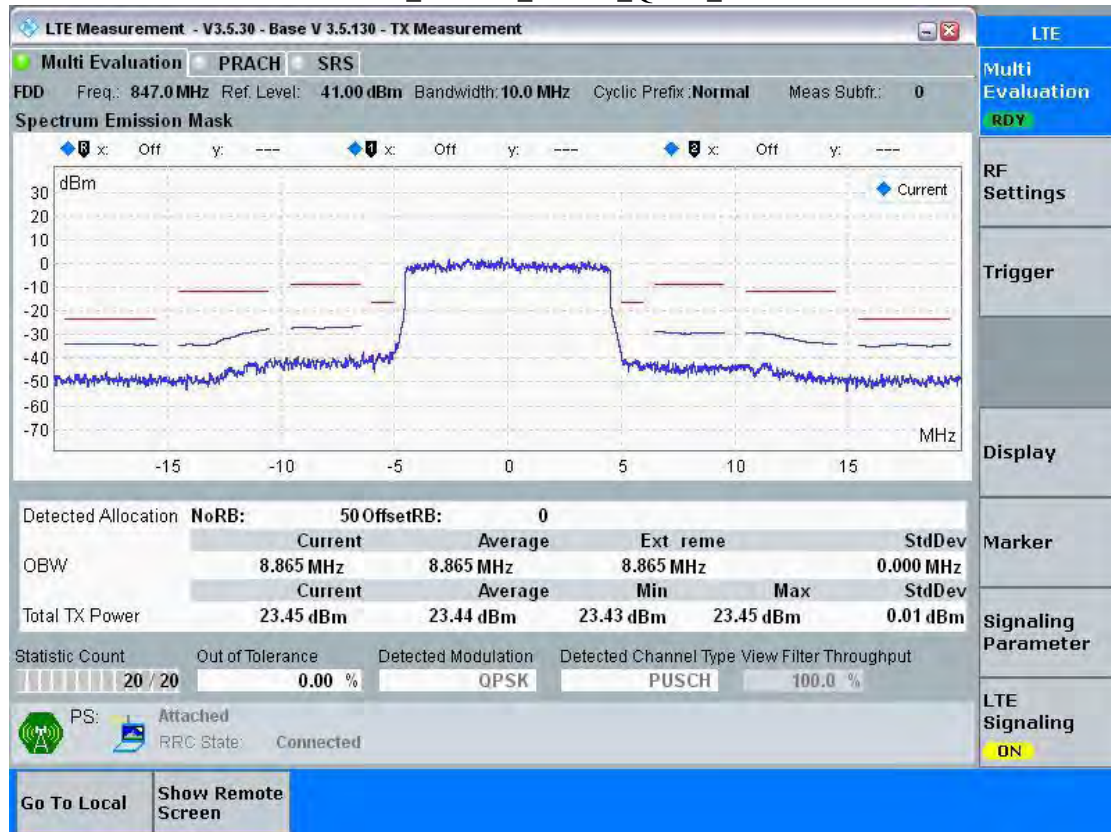 LTE Measurement - V3.5.30 - Base V 3.5.130 - TX Measurement
Multi Evaluation PRACH SRS
FDD Freq.: 847.0 MHz Ref. Level: 41.00 dBm Bandwidth: 10.0 MHz Cyclic Prefix : Normal Meas Subfr.: 0
Spectrum Emission Mask
R x: Off y: --- 1 x: Off y: --- 2 x: Off y: ---
dBm
Current
30
20
10
0
-10
-20
-30
-40
-50
-60
-70
MHz
-15 -10 -5 0 5 10 15
Detected Allocation NoRB: 50 OffsetRB: 0
Current Average Ext reme StdDev
OBW 8.865 MHz 8.865 MHz 8.865 MHz 0.000 MHz
Current Average Min Max StdDev
Total TX Power 23.45 dBm 23.44 dBm 23.43 dBm 23.45 dBm 0.01 dBm
Statistic Count Out of Tolerance Detected Modulation Detected Channel Type View Filter Throughput
20 / 20 0.00 % QPSK PUSCH 100.0 %
PS: Attached
RRC State: Connected
Go To Local
Show Remote
Screen
LTE
Multi
Evaluation
RDY
RF
Settings
Trigger
Display
Marker
Signaling
Parameter
LTE
Signaling
ON